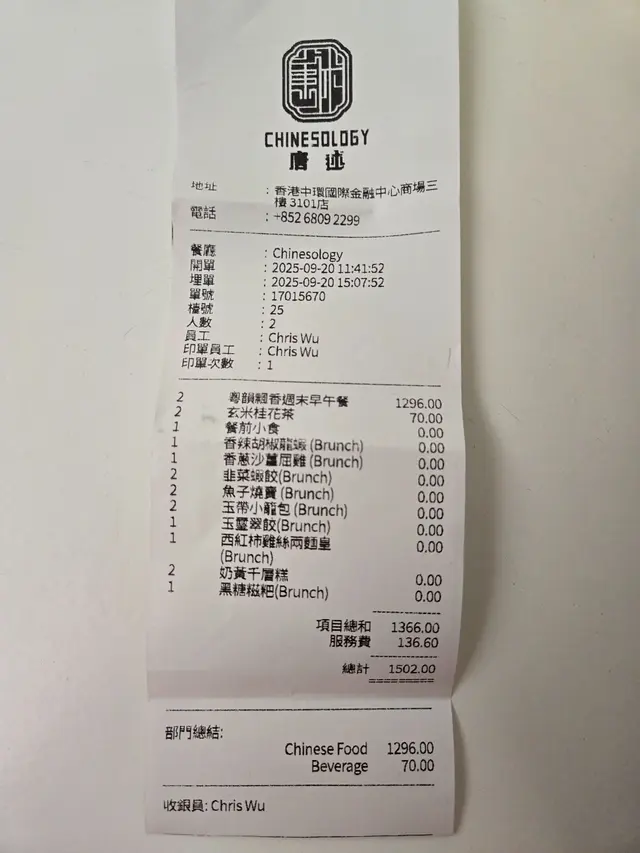 CHINESOLOGY
唐述
地址 : 香港中環國際金融中心商場三
樓 3101店
電話 : +852 6809 2299
餐廳 : Chinesology
開單 : 2025-09-20 11:41:52
埋單 : 2025-09-20 15:07:52
單號 : 17015670
檯號 : 25
人數 : 2
員工 : Chris Wu
印單員工 : Chris Wu
印單次數 : 1
2 粵韻飄香週末早午餐 1296.00
2 玄米桂花茶 70.00
1 餐前小食 0.00
1 香辣胡椒龍蝦 (Brunch) 0.00
1 香蔥沙薑屈雞 (Brunch) 0.00
2 韭菜蝦餃(Brunch) 0.00
2 魚子燒賣 (Brunch) 0.00
2 玉帶小籠包 (Brunch) 0.00
1 玉璽翠餃(Brunch) 0.00
1 西紅柿雞絲兩麵皇 0.00
(Brunch)
2 奶黃千層糕 0.00
1 黑糖糍粑(Brunch) 0.00
項目總和 1366.00
服務費 136.60
總計 1502.00
部門總結:
Chinese Food 1296.00
Beverage 70.00
收銀員: Chris Wu